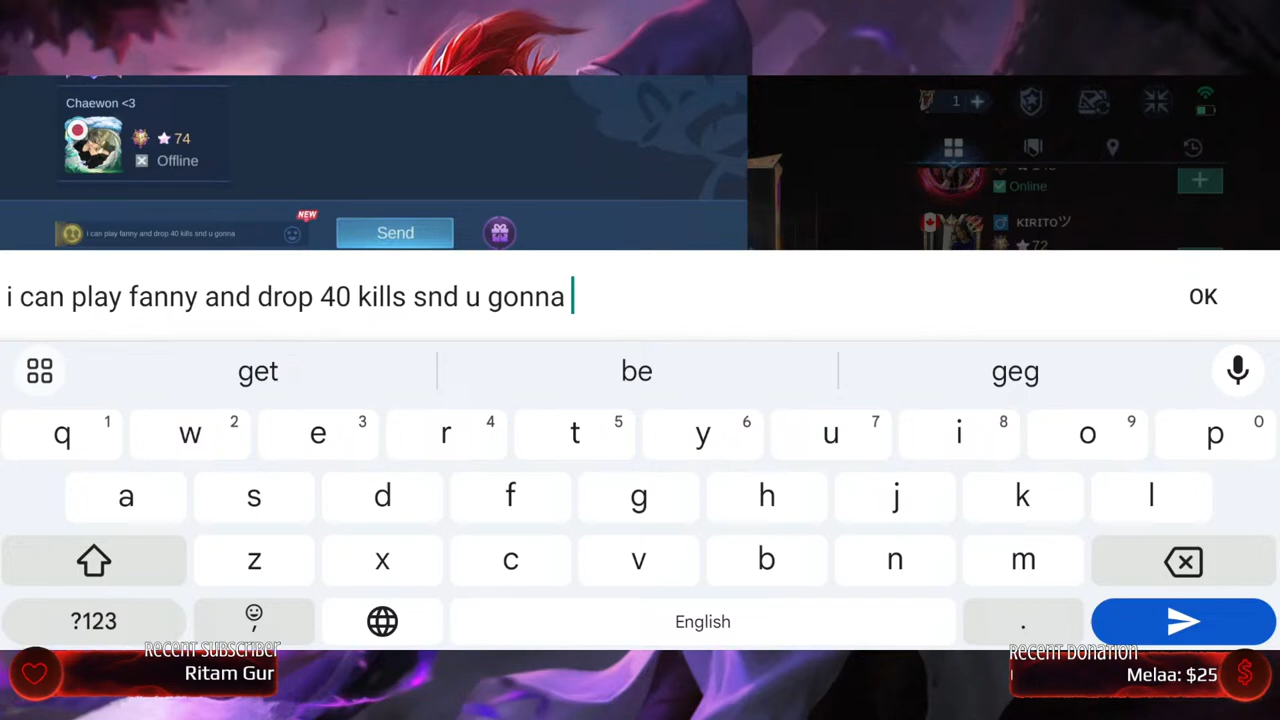 Chaewon <3
74
Offline
1
Online
KIRITOツ
72
NEW
i can play fanny and drop 40 kills snd u gonna
Send
i can play fanny and drop 40 kills snd u gonna
OK
get be geg
q 1 w 2 e 3 r 4 t 5 y 6 u 7 i 8 o 9 p 0
a s d f g h j k l
z x c v b n m
?123 , English .
RECENT SUBSCRIBER
Ritam Gur
RECENT DONATION
Melaa: $25